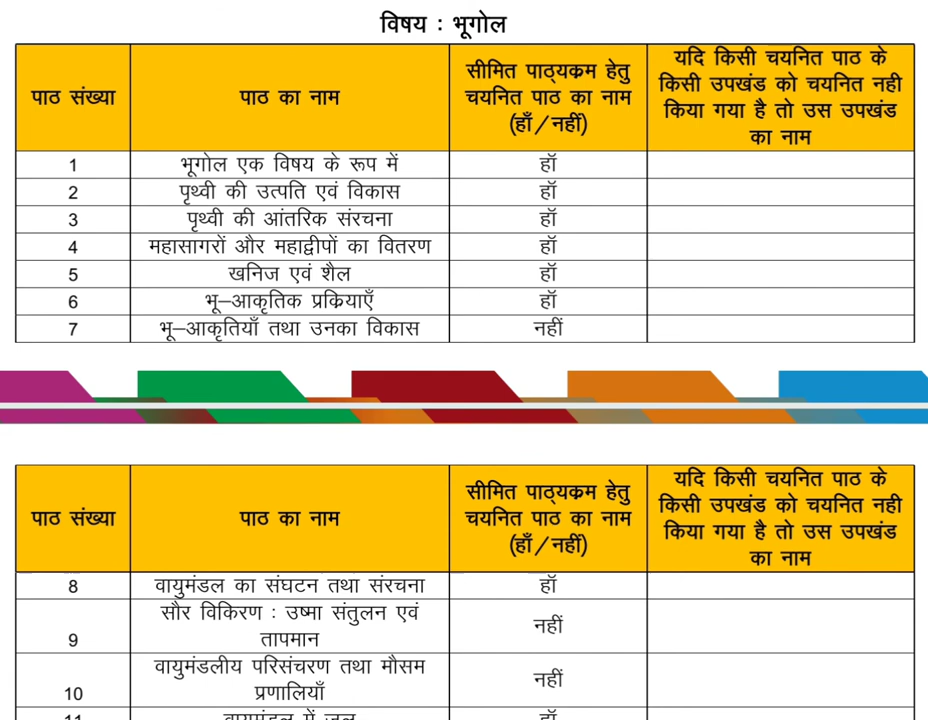 विषय : भूगोल
पाठ संख्या
पाठ का नाम
सीमित पाठ्यक्रम हेतु
चयनित पाठ का नाम
(हाँ/नहीं)
यदि किसी चयनित पाठ के
किसी उपखंड को चयनित नही
किया गया है तो उस उपखंड
का नाम
1 भूगोल एक विषय के रूप में हॉ
2 पृथ्वी की उत्पति एवं विकास हॉ
3 पृथ्वी की आंतरिक संरचना हॉ
4 महासागरों और महाद्वीपों का वितरण हॉ
5 खनिज एवं शैल हॉ
6 भू–आकृतिक प्रक्रियाएँ हॉ
7 भू–आकृतियाँ तथा उनका विकास नहीं
पाठ संख्या
पाठ का नाम
सीमित पाठ्यक्रम हेतु
चयनित पाठ का नाम
(हाँ/नहीं)
यदि किसी चयनित पाठ के
किसी उपखंड को चयनित नही
किया गया है तो उस उपखंड
का नाम
8 वायुमंडल का संघटन तथा संरचना हॉ
सौर विकिरण : उष्मा संतुलन एवं
9 तापमान नहीं
वायुमंडलीय परिसंचरण तथा मौसम
10 प्रणालियाँ नहीं
11 वायुमंडल में जल हॉ